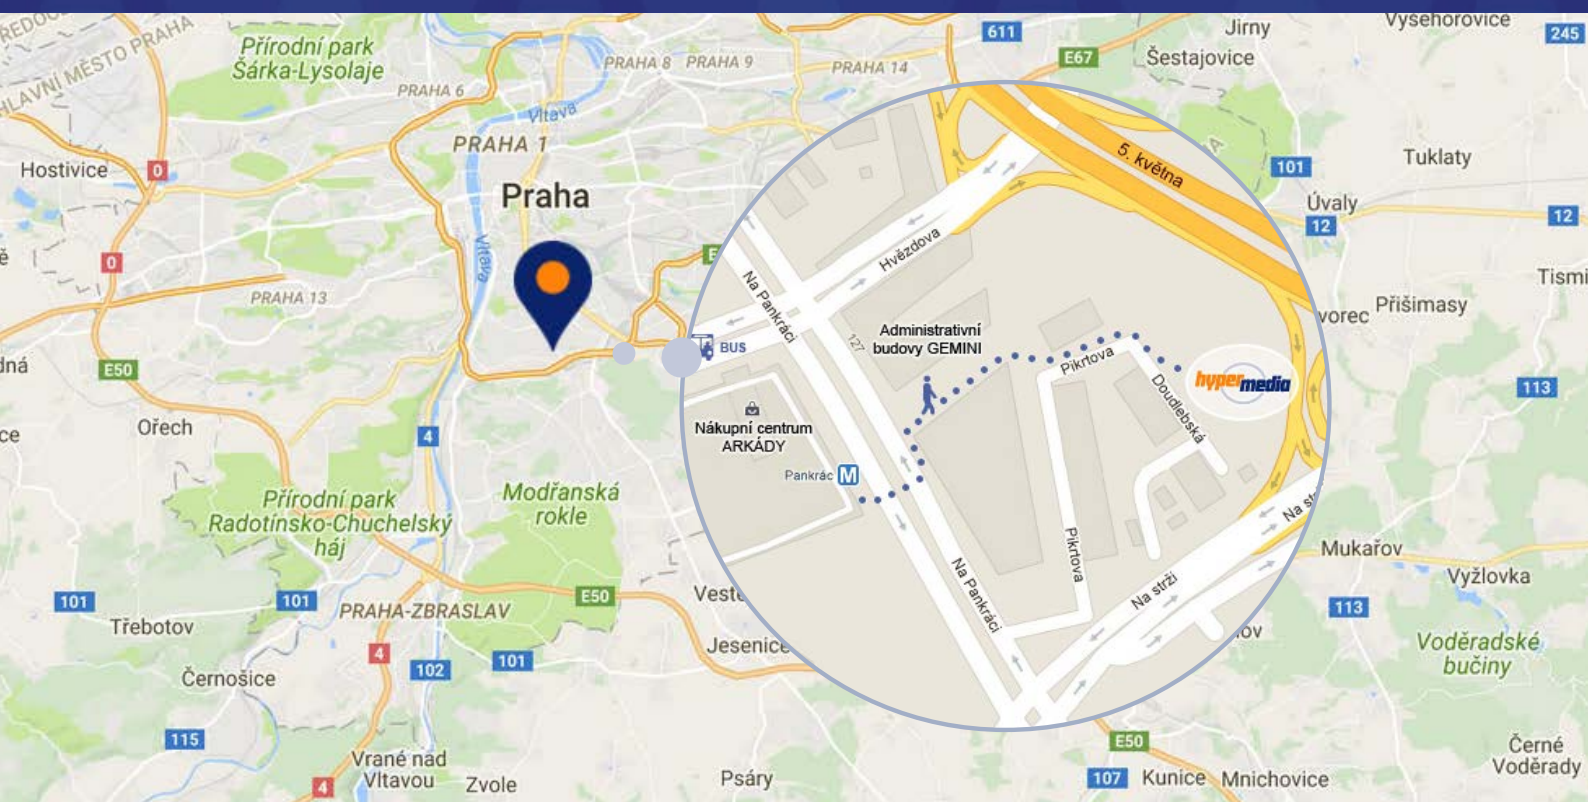 HLAVNÍ MĚSTO PRAHA
Přírodní park
Šárka-Lysolaje
PRAHA 6
PRAHA 8
PRAHA 9
PRAHA 14
611
E67
Jirny
Šestajovice
Vyšehořovice
245
Vltava
PRAHA 1
Praha
Hostivice
0
0
Vltava
PRAHA 13
E50
4
Ořech
Přírodní park
Radotínsko-Chuchelský
háj
Modřanská
rokle
101
101
Třebotov
PRAHA-ZBRASLAV
E50
4
102
101
Černošice
Jesenice
115
Vrané nad
Vltavou
4
Zvole
Psáry
5. května
Hvězdova
Na Pankráci
127
BUS
Administrativní
budovy GEMINI
Pikrtova
Doudlebská
hypermedia
Nákupní centrum
ARKÁDY
Pankrác M
Pikrtova
Na Pankráci
Na strži
101
Tuklaty
Úvaly
12
12
Přišimasy
113
Mukařov
Vyžlovka
113
Voděradské
bučiny
E50
107
Kunice
Mnichovice
Černé
Voděrady